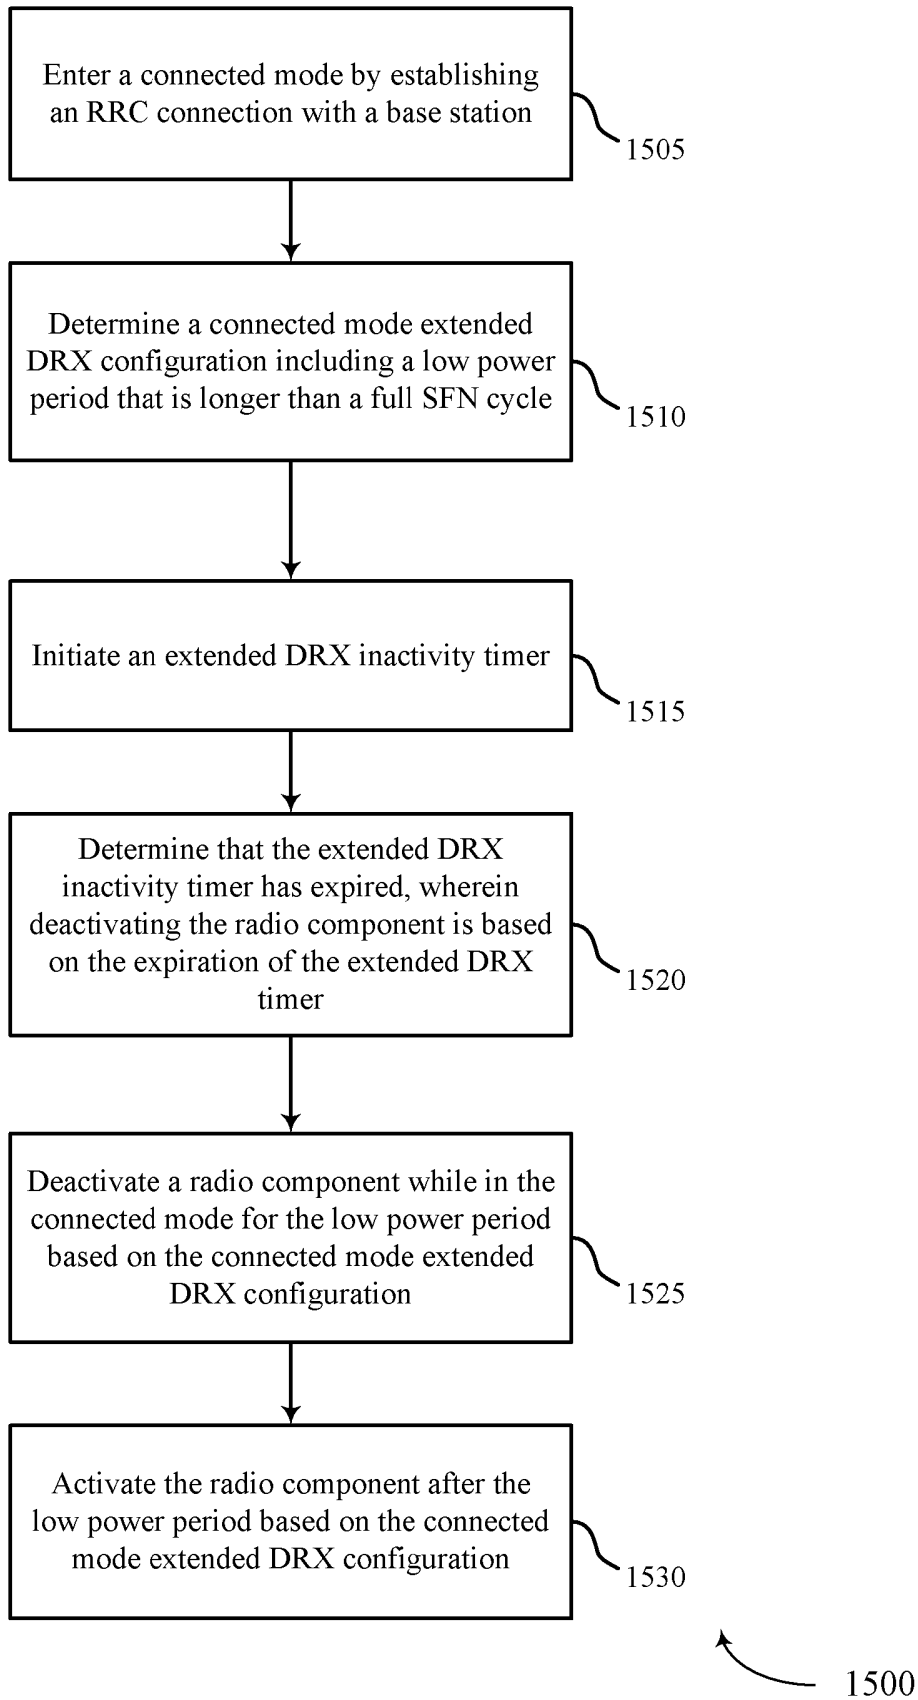 Enter a connected mode by establishing
an RRC connection with a base station
1505
Determine a connected mode extended
DRX configuration including a low power
period that is longer than a full SFN cycle
1510
Initiate an extended DRX inactivity timer
1515
Determine that the extended DRX
inactivity timer has expired, wherein
deactivating the radio component is based
on the expiration of the extended DRX
timer
1520
Deactivate a radio component while in the
connected mode for the low power period
based on the connected mode extended
DRX configuration
1525
Activate the radio component after the
low power period based on the connected
mode extended DRX configuration
1530
1500